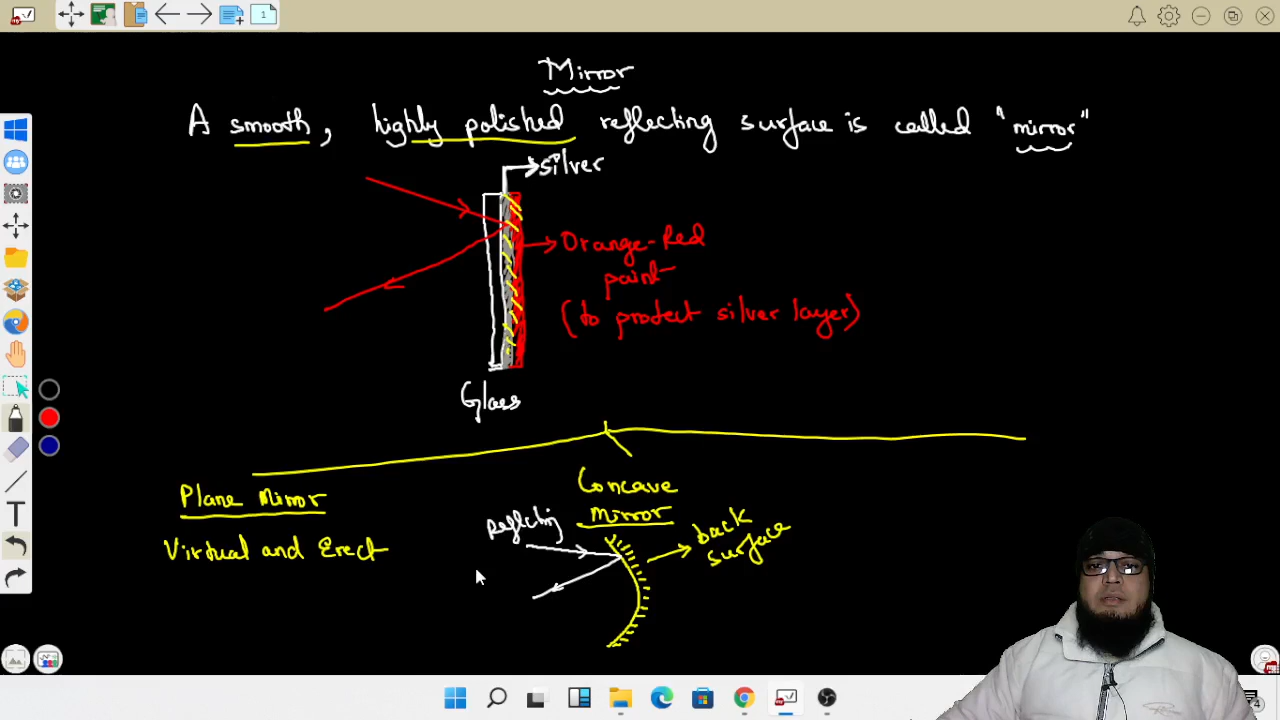 1
Mirror
A smooth, highly polished reflecting surface is called "mirror"
silver
Orange-Red
paint
(to protect silver layer)
Glass
Plane Mirror
Virtual and Erect
Concave
Mirror
reflecting
back
surface
T